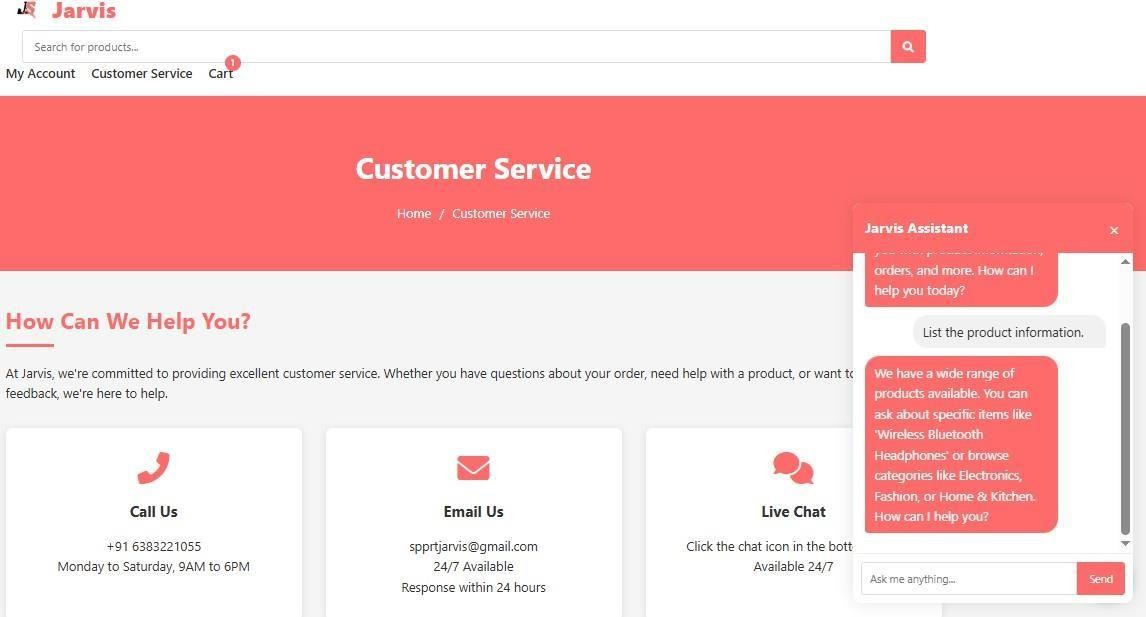 JS Jarvis
Search for products...
My Account Customer Service Cart 1
Customer Service
Home / Customer Service
How Can We Help You?
At Jarvis, we're committed to providing excellent customer service. Whether you have questions about your order, need help with a product, or want to
feedback, we're here to help.
Call Us
+91 6383221055
Monday to Saturday, 9AM to 6PM
Email Us
spprtjarvis@gmail.com
24/7 Available
Response within 24 hours
Live Chat
Click the chat icon in the bott
Available 24/7
Jarvis Assistant ×
you with product information,
orders, and more. How can I
help you today?
List the product information.
We have a wide range of
products available. You can
ask about specific items like
'Wireless Bluetooth
Headphones' or browse
categories like Electronics,
Fashion, or Home & Kitchen.
How can I help you?
Ask me anything...
Send